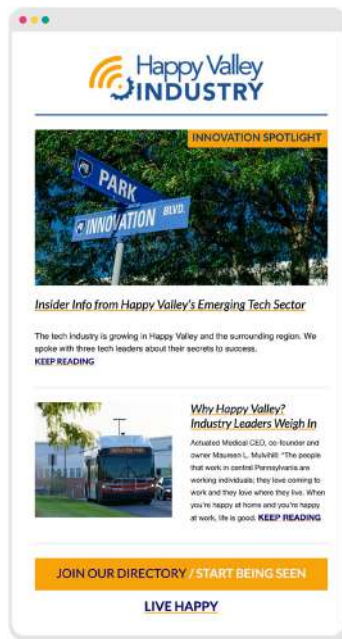 Happy Valley
INDUSTRY
INNOVATION SPOTLIGHT
PARK
INNOVATION BLVD.
Insider Info from Happy Valley's Emerging Tech Sector
The tech industry is growing in Happy Valley and the surrounding region. We
spoke with three tech leaders about their secrets to success.
KEEP READING
Why Happy Valley?
Industry Leaders Weigh In
Actuated Medical CEO, co-founder and
owner Maureen L. Mulvihill: "The people
that work in central Pennsylvania are
working individuals; they love coming to
work and they love where they live. When
you're happy at home and you're happy
at work, life is good. KEEP READING
JOIN OUR DIRECTORY / START BEING SEEN
LIVE HAPPY